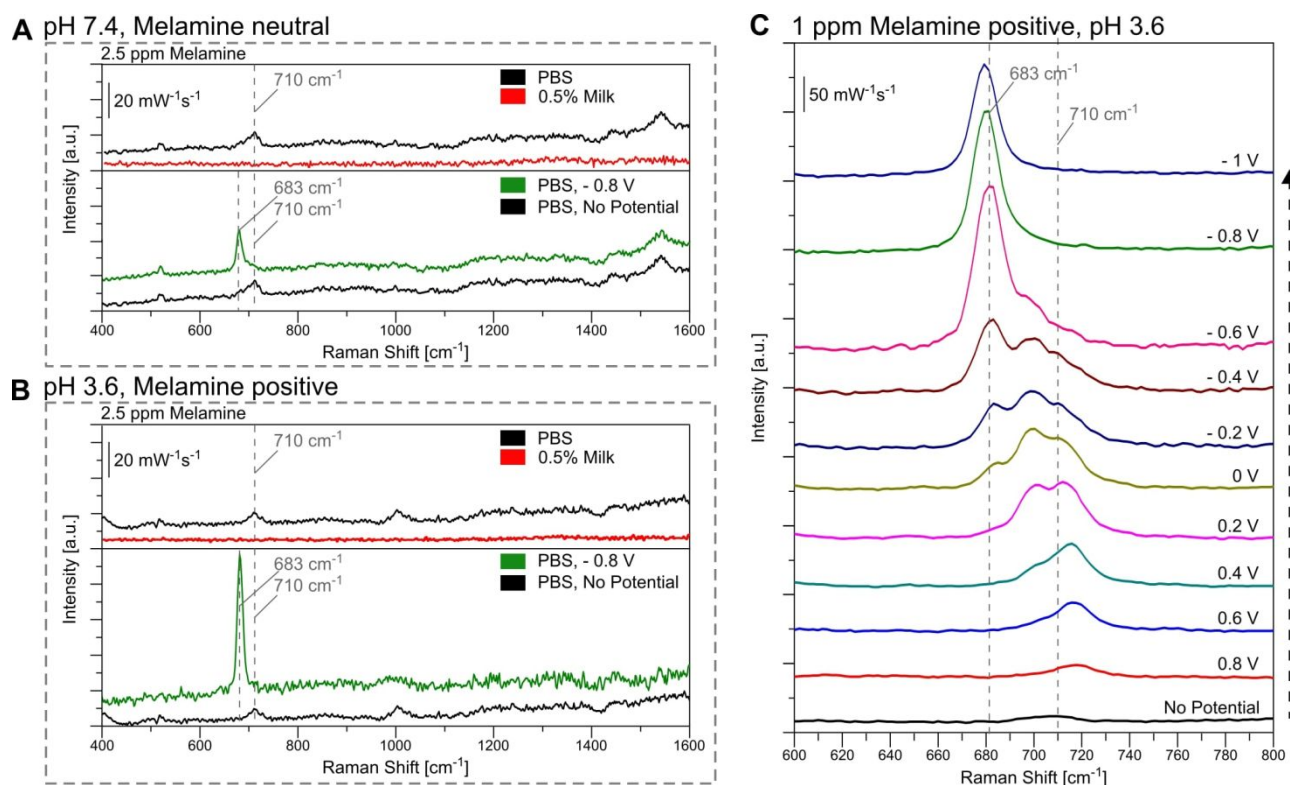 A pH 7.4, Melamine neutral
2.5 ppm Melamine
20 mW⁻¹s⁻¹
710 cm⁻¹
PBS
0.5% Milk
683 cm⁻¹
710 cm⁻¹
PBS, - 0.8 V
PBS, No Potential
Intensity [a.u.]
400 600 800 1000 1200 1400 1600
Raman Shift [cm⁻¹]
B pH 3.6, Melamine positive
2.5 ppm Melamine
20 mW⁻¹s⁻¹
710 cm⁻¹
PBS
0.5% Milk
683 cm⁻¹
710 cm⁻¹
PBS, - 0.8 V
PBS, No Potential
Intensity [a.u.]
400 600 800 1000 1200 1400 1600
Raman Shift [cm⁻¹]
C 1 ppm Melamine positive, pH 3.6
50 mW⁻¹s⁻¹
683 cm⁻¹
710 cm⁻¹
- 1 V
- 0.8 V
- 0.6 V
- 0.4 V
- 0.2 V
0 V
0.2 V
0.4 V
0.6 V
0.8 V
No Potential
Intensity [a.u.]
600 620 640 660 680 700 720 740 760 780 800
Raman Shift [cm⁻¹]